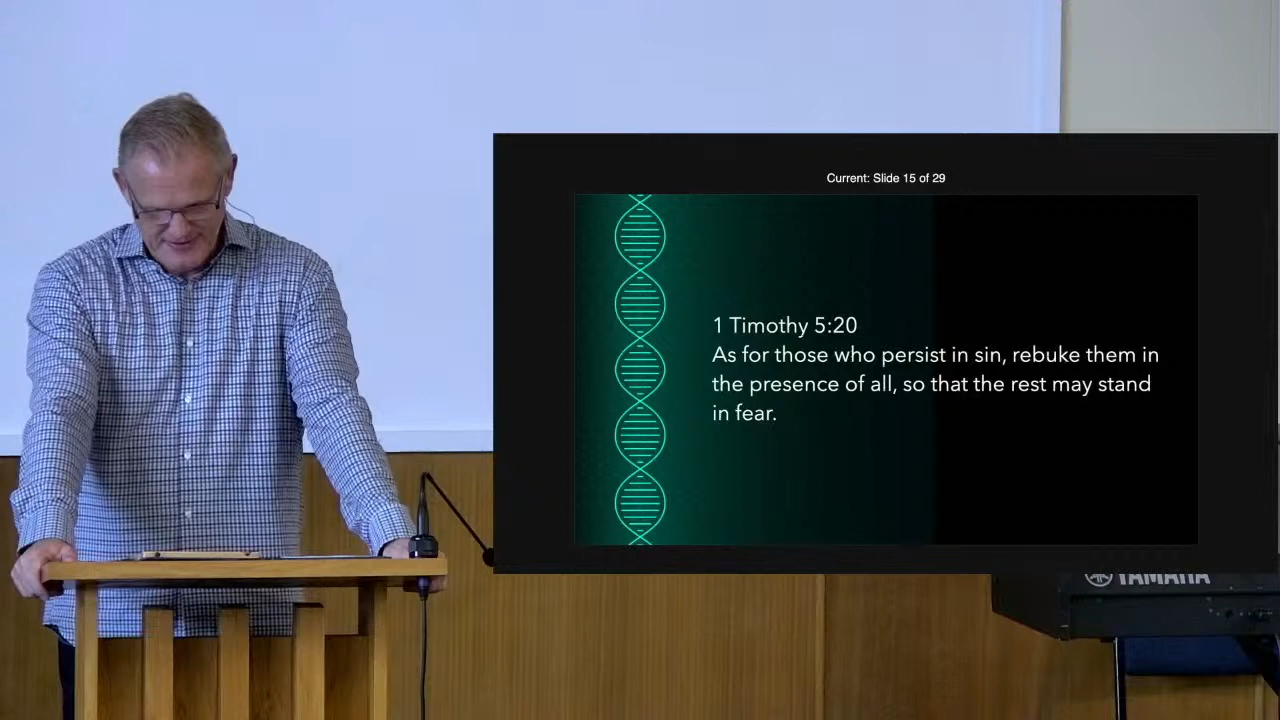 Current: Slide 15 of 29
1 Timothy 5:20
As for those who persist in sin, rebuke them in
the presence of all, so that the rest may stand
in fear.
YAMAHA